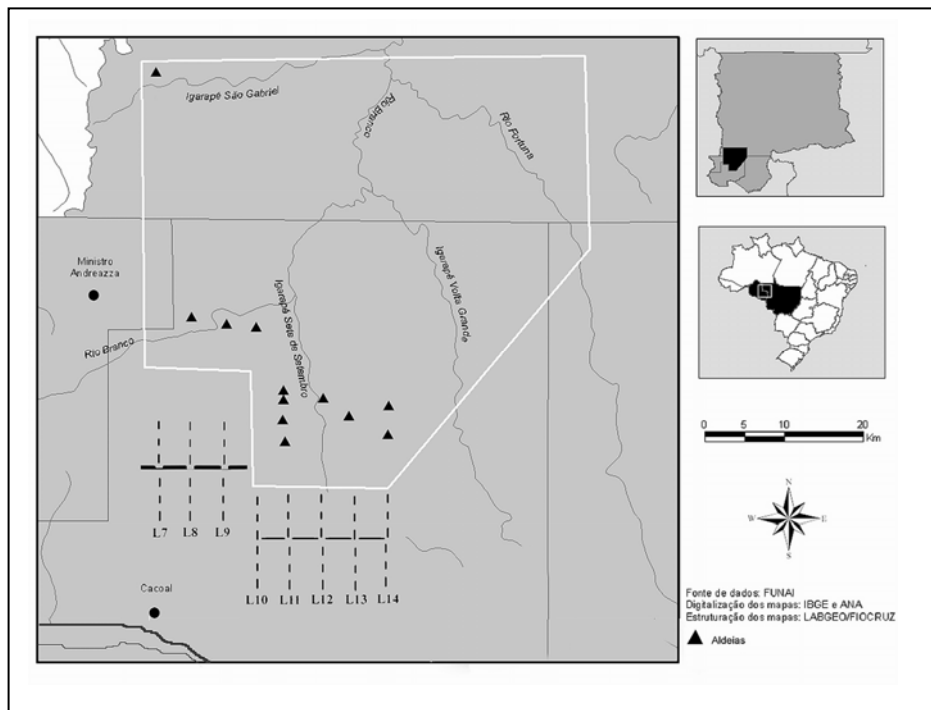 Igarapé São Gabriel
Rio Branco
Rio Fortuna
Ministro
Andreazza
Igarapé Sete de Setembro
Igarapé Volta Grande
Rio Branco
L7 L8 L9
L10 L11 L12 L13 L14
Cacoal
0 5 10 20
Km
N
W E
S
Fonte de dados: FUNAI
Digitalização dos mapas: IBGE e ANA
Estruturação dos mapas: LABGEO/FIOCRUZ
Aldeias